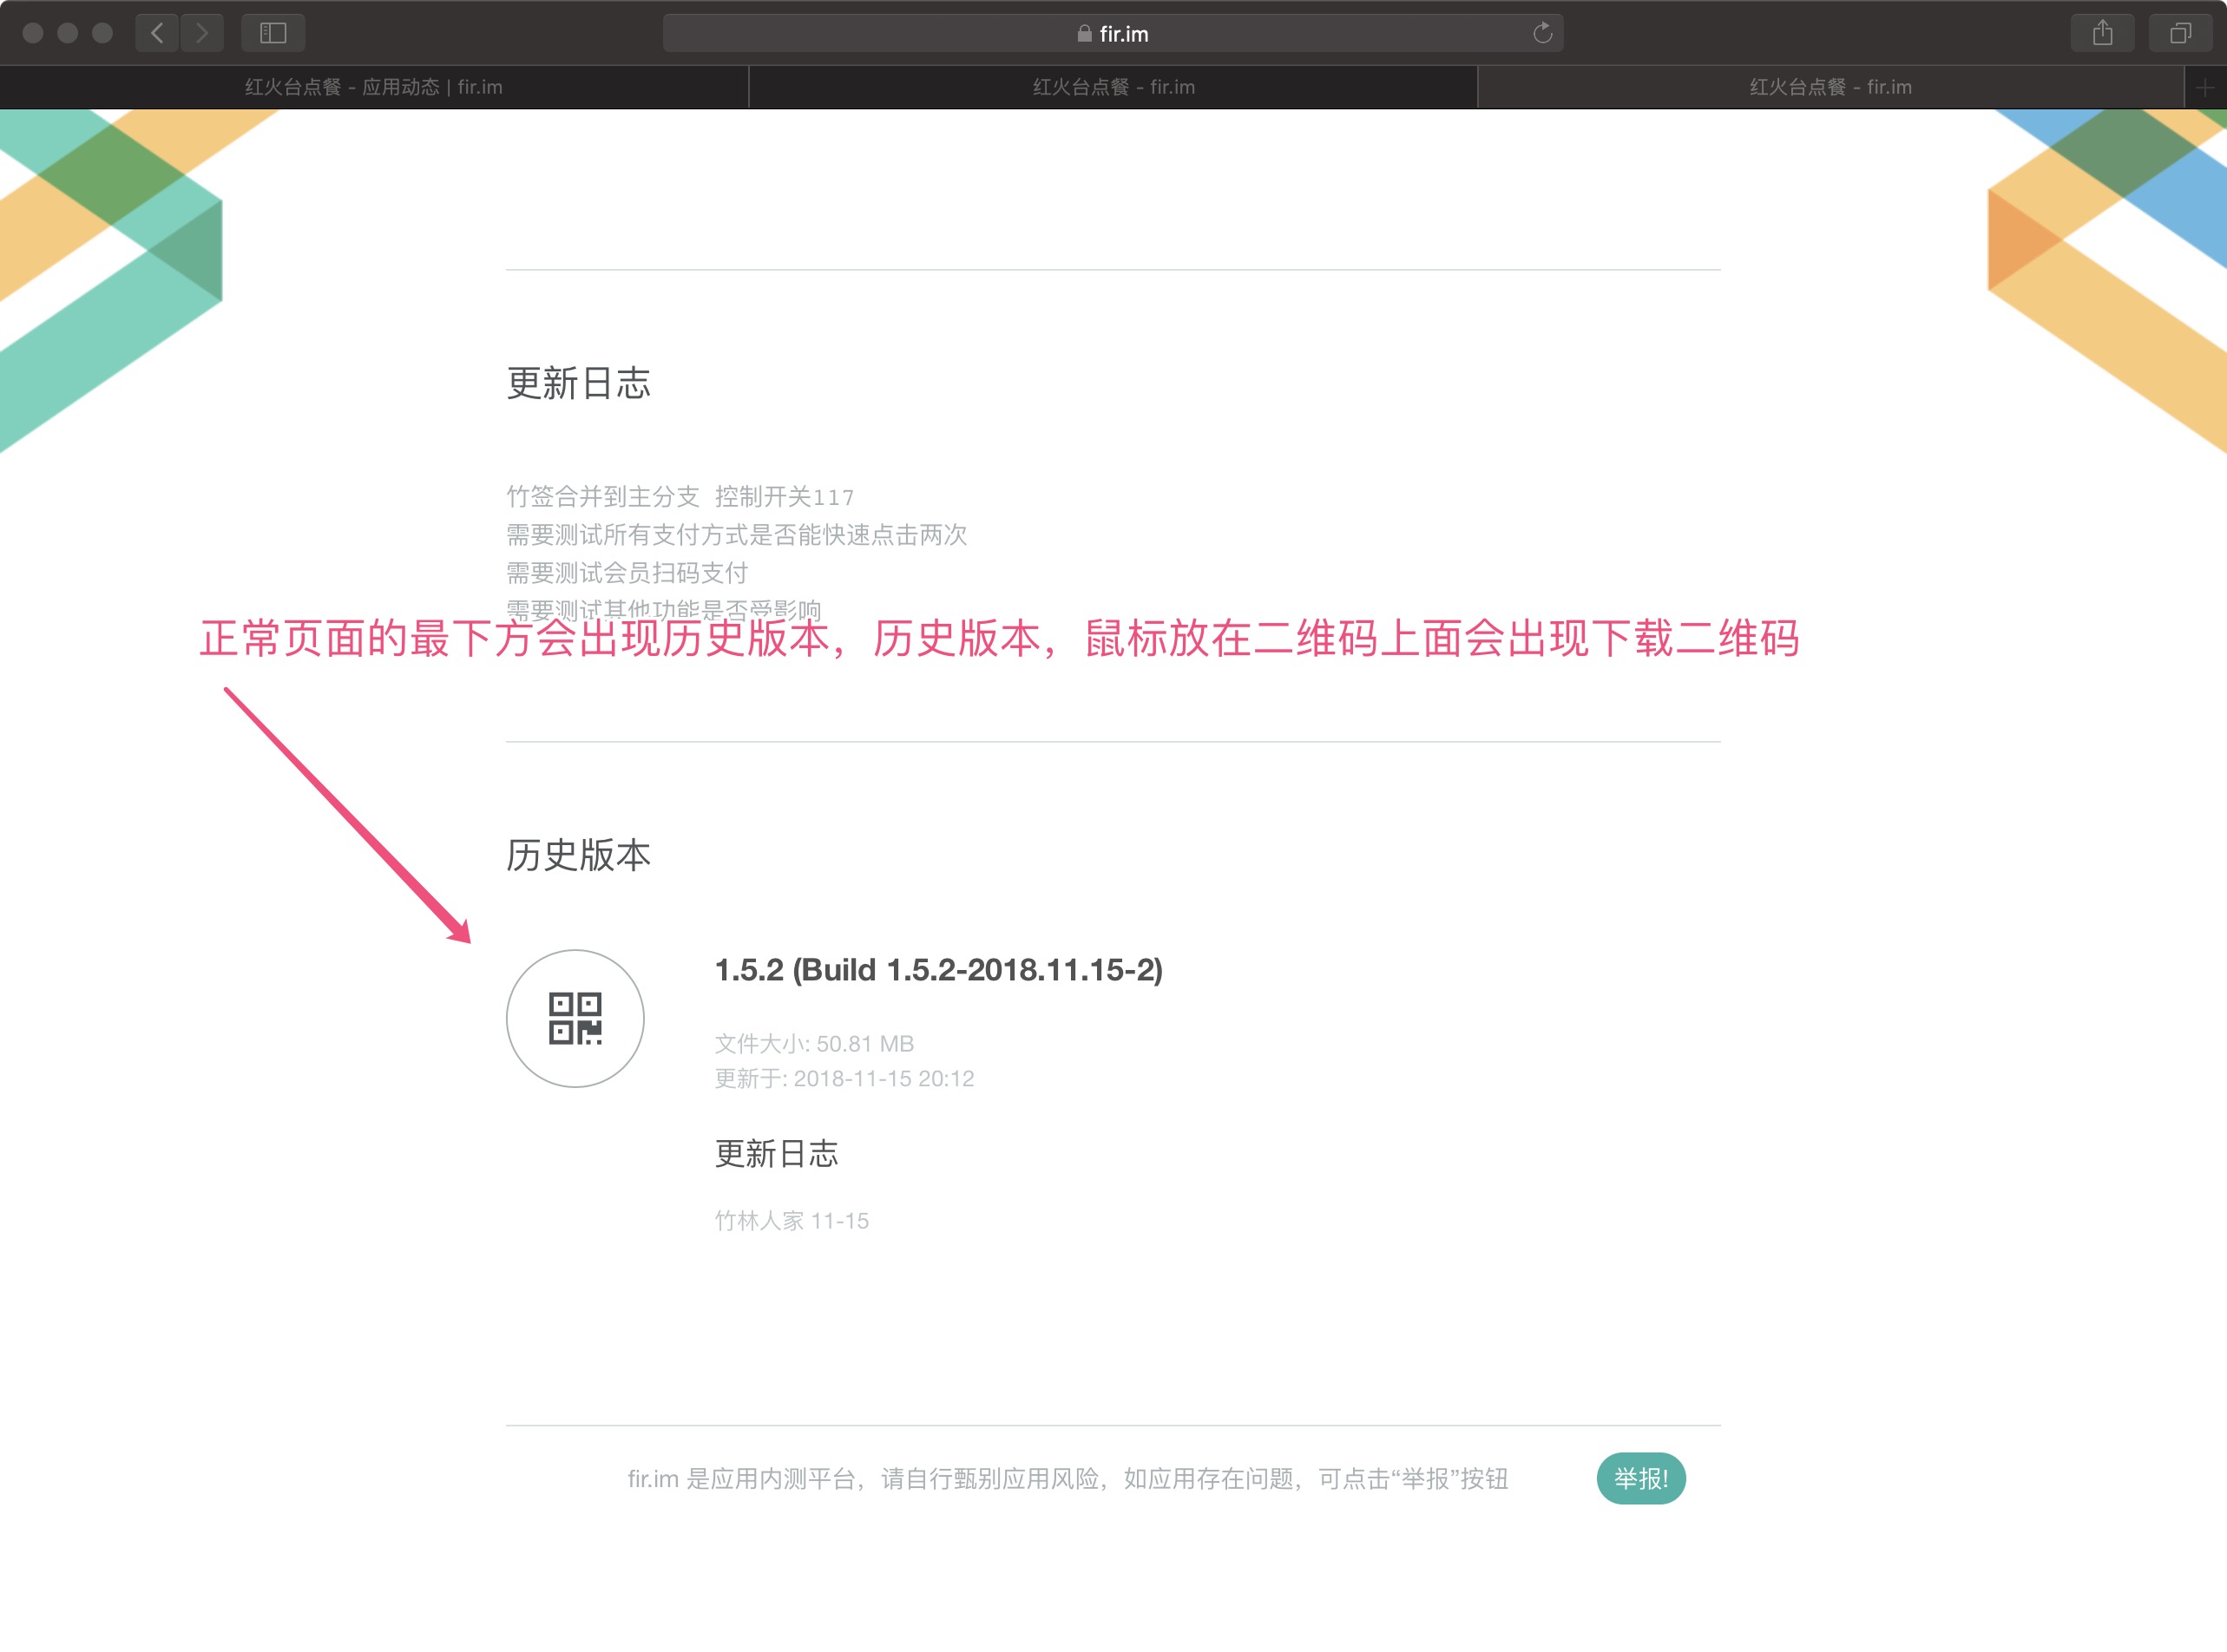 fir.im
红火台点餐 - 应用动态 | fir.im
红火台点餐 - fir.im
红火台点餐 - fir.im
更新日志
竹签合并到主分支 控制开关117
需要测试所有支付方式是否能快速点击两次
需要测试会员扫码支付
需要测试其他功能是否受影响
正常页面的最下方会出现历史版本，历史版本，鼠标放在二维码上面会出现下载二维码
历史版本
1.5.2 (Build 1.5.2-2018.11.15-2)
文件大小: 50.81 MB
更新于: 2018-11-15 20:12
更新日志
竹林人家 11-15
fir.im 是应用内测平台，请自行甄别应用风险，如应用存在问题，可点击“举报”按钮
举报!